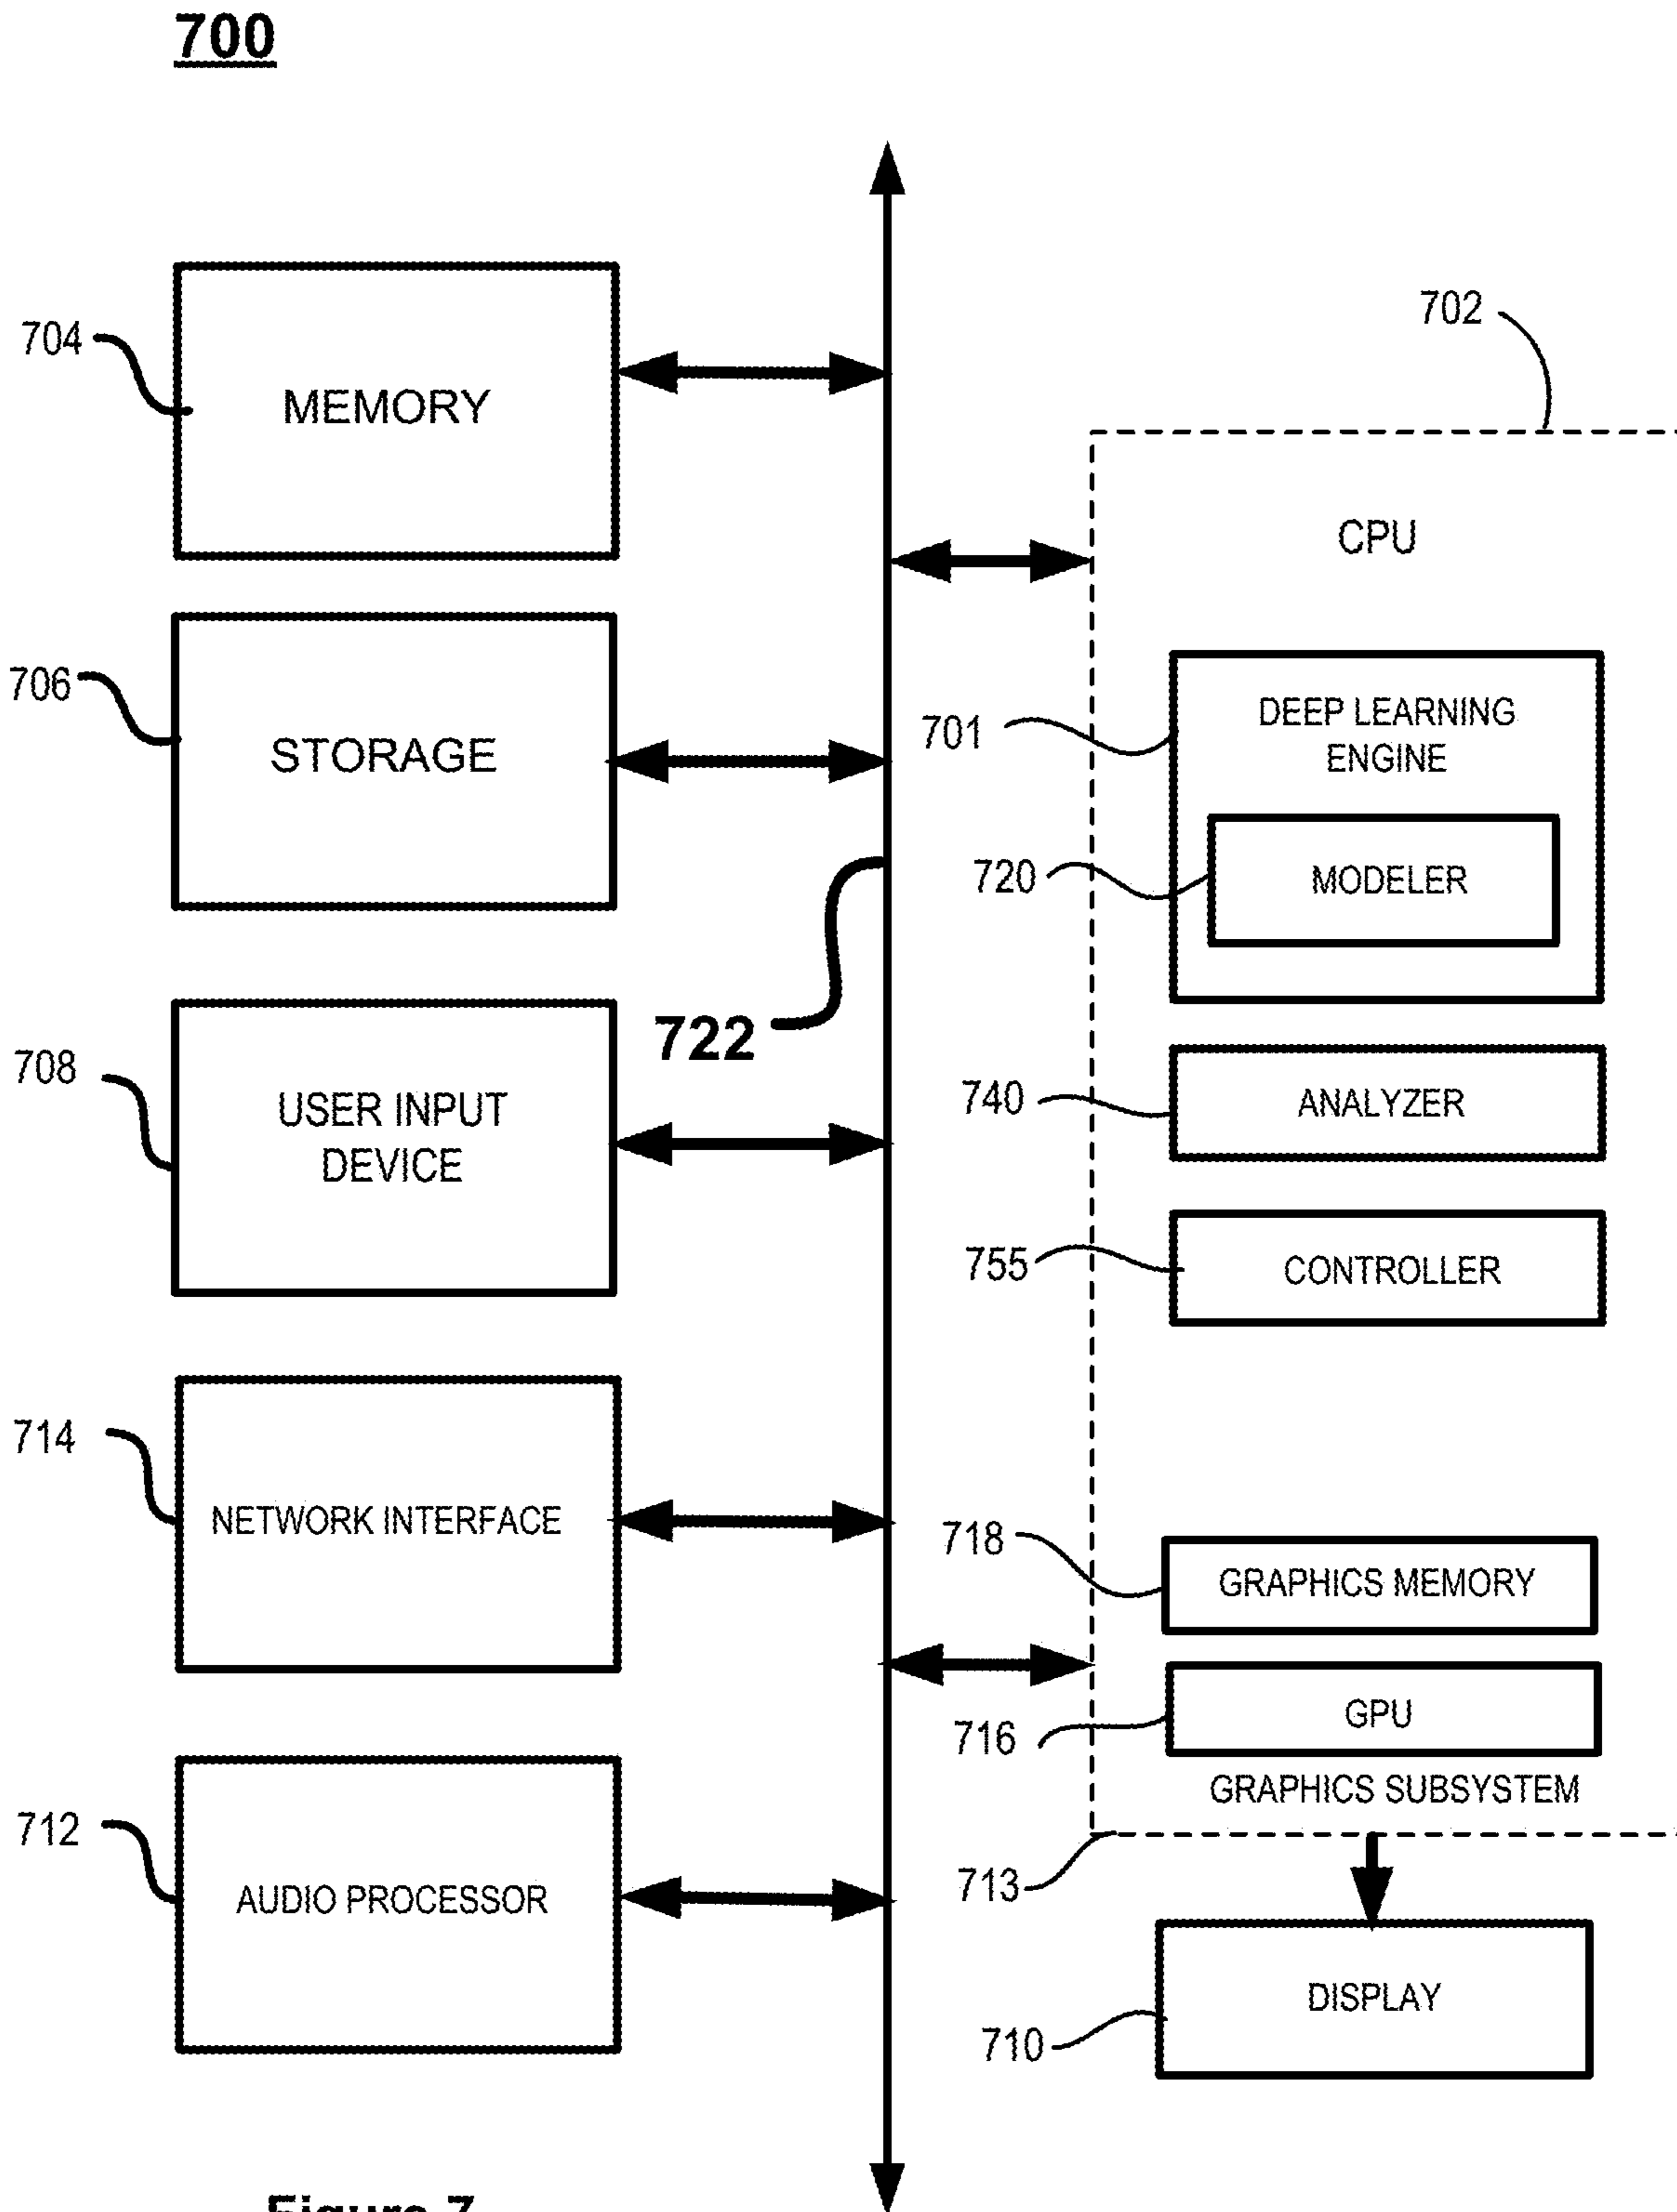 700
704
MEMORY
706
STORAGE
722
708
USER INPUT
DEVICE
714
NETWORK INTERFACE
712
AUDIO PROCESSOR
702
CPU
701
DEEP LEARNING
ENGINE
720
MODELER
740
ANALYZER
755
CONTROLLER
718
GRAPHICS MEMORY
716
GPU
GRAPHICS SUBSYSTEM
713
710
DISPLAY
Figure 7